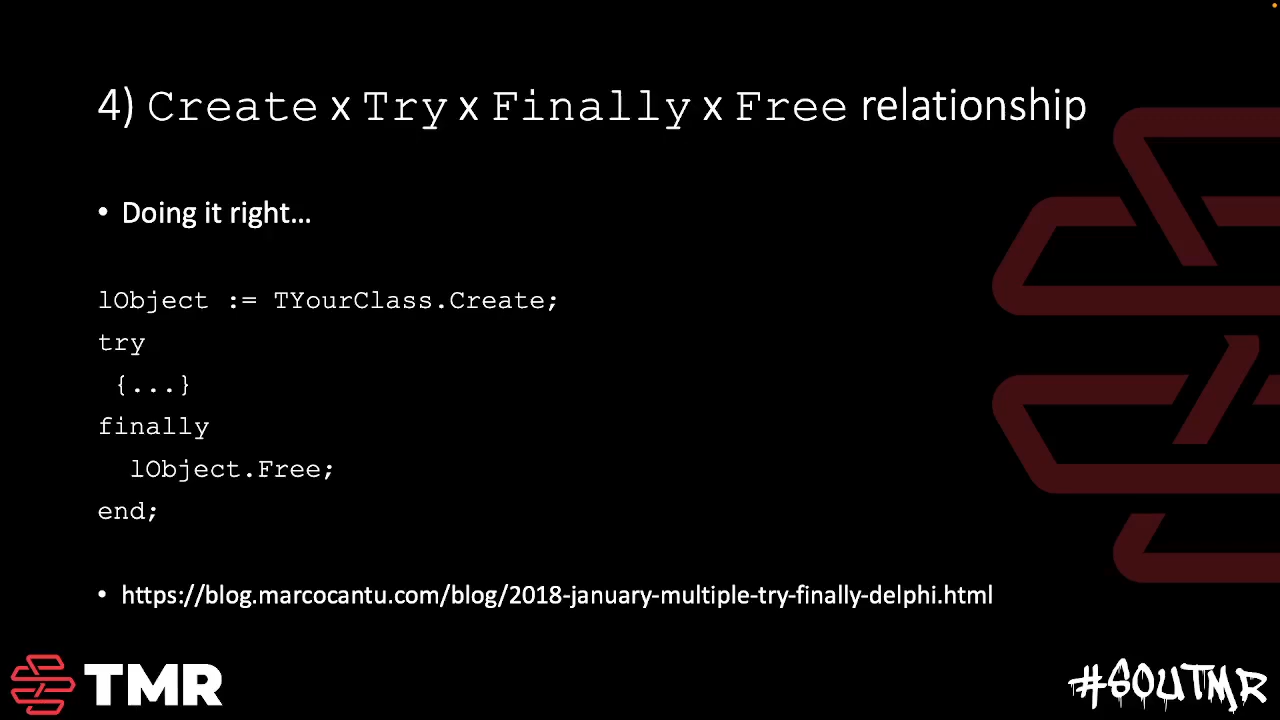 4) Create x Try x Finally x Free relationship
• Doing it right...
lObject := TYourClass.Create;
try
 {...}
finally
  lObject.Free;
end;
• https://blog.marcocantu.com/blog/2018-january-multiple-try-finally-delphi.html
TMR
#SOUTMR